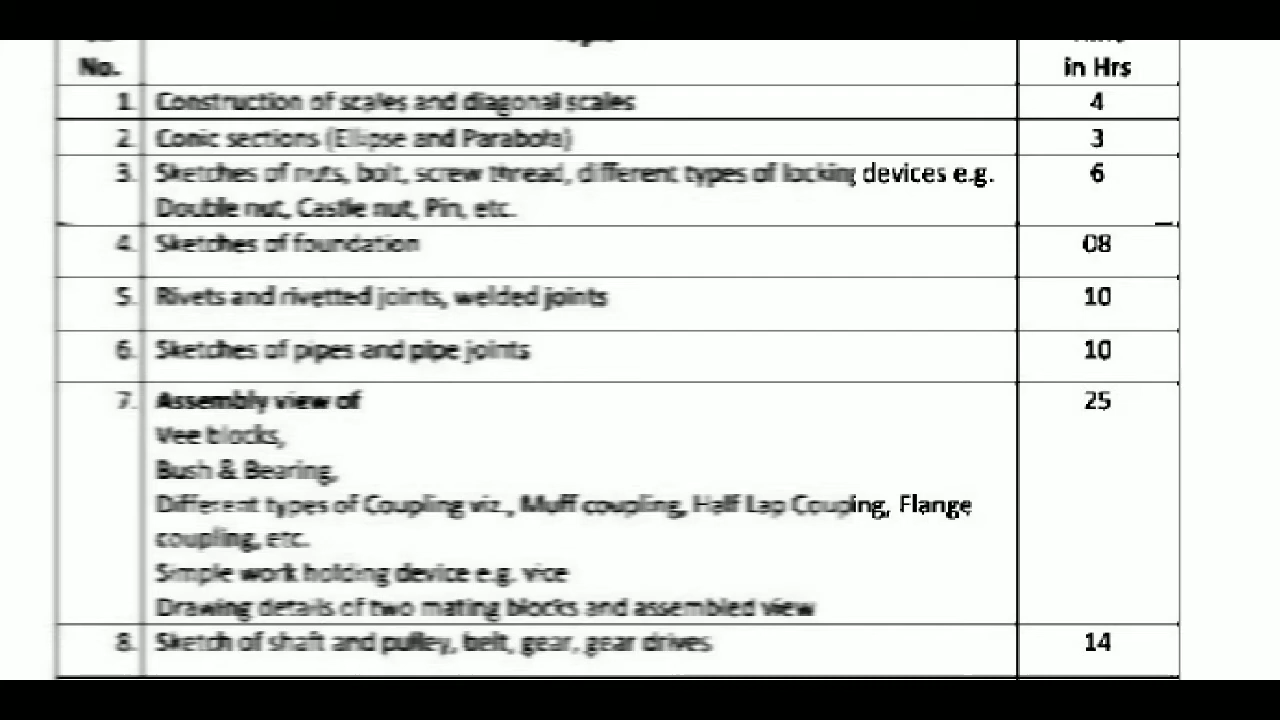 No.
in Hrs
1. Construction of scales and diagonal scales 4
2. Conic sections (Ellipse and Parabola) 3
3. Sketches of nuts, bolt, screw thread, different types of locking devices e.g. 6
Double nut, Castle nut, Pin, etc.
4. Sketches of foundation 08
5. Rivets and rivetted joints, welded joints 10
6. Sketches of pipes and pipe joints 10
7. Assembly view of 25
Vee blocks,
Bush & Bearing,
Different types of Coupling viz., Muff coupling, Half Lap Coupling, Flange
coupling, etc.
Simple work holding device e.g. vice
Drawing details of two mating blocks and assembled view
8. Sketch of shaft and pulley, belt, gear, gear drives 14